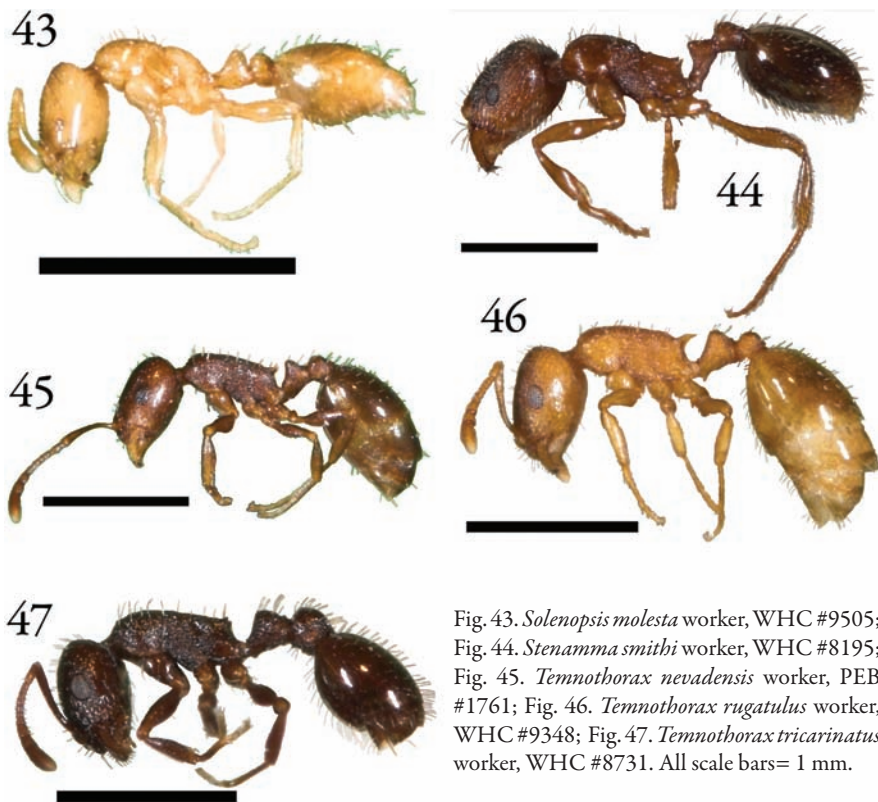 43
44
45
46
47
Fig. 43. Solenopsis molesta worker, WHC #9505;
Fig. 44. Stenamma smithi worker, WHC #8195;
Fig. 45. Temnothorax nevadensis worker, PEB
#1761; Fig. 46. Temnothorax rugatulus worker,
WHC #9348; Fig. 47. Temnothorax tricarinatus
worker, WHC #8731. All scale bars= 1 mm.